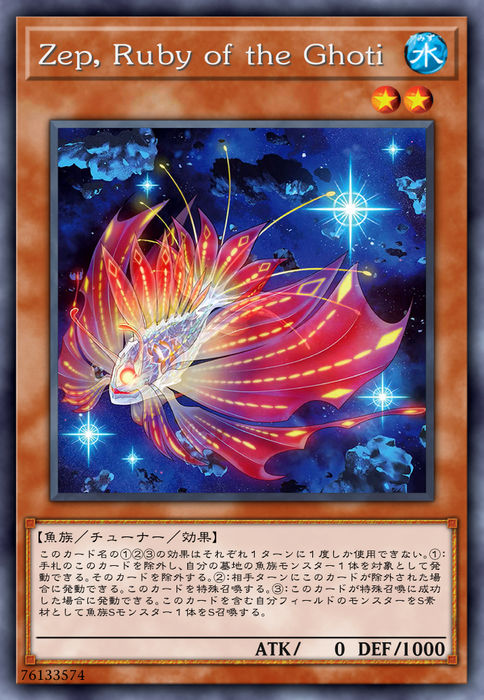 Zep, Ruby of the Ghoti
みず
水
【魚族／チューナー／効果】
このカード名の①②③の効果はそれぞれ１ターンに１度しか使用できない。①：
手札のこのカードを除外し、自分の墓地の魚族モンスター１体を対象として発
動できる。そのカードを除外する。②：相手ターンにこのカードが除外された場
合に発動できる。このカードを特殊召喚する。③：このカードが特殊召喚に成功
した場合に発動できる。このカードを含む自分フィールドのモンスターをS素
材として魚族Sモンスター１体をS召喚する。
ATK/ 0 DEF/1000
76133574